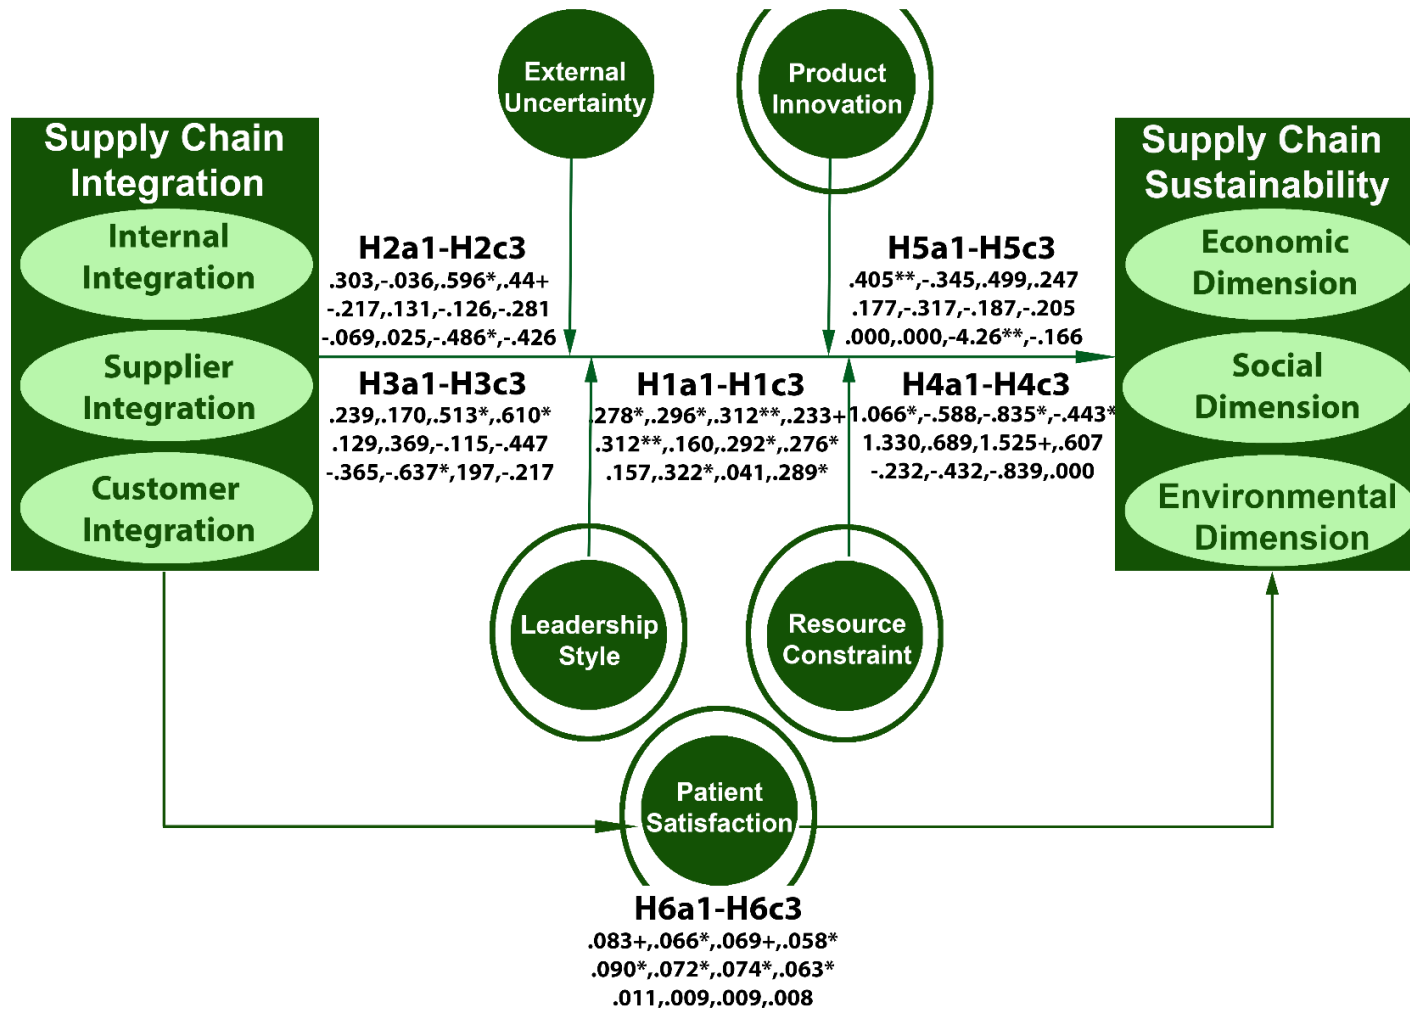 External
Uncertainty
Product
Innovation
Supply Chain
Integration
Internal
Integration
Supplier
Integration
Customer
Integration
H2a1-H2c3
.303,-.036,.596*,.44+
-.217,.131,-.126,-.281
-.069,.025,-.486*,-.426
H5a1-H5c3
.405**,-.345,.499,.247
.177,-.317,-.187,-.205
.000,.000,-4.26**,-.166
Supply Chain
Sustainability
Economic
Dimension
Social
Dimension
Environmental
Dimension
H3a1-H3c3
.239,.170,.513*,.610*
.129,.369,-.115,-.447
-.365,-.637*,.197,-.217
H1a1-H1c3
.278*,.296*,.312**,.233+
.312**,.160,.292*,.276*
.157,.322*,.041,.289*
H4a1-H4c3
1.066*,-.588,-.835*,-.443*
1.330,.689,1.525+,.607
-.232,-.432,-.839,.000
Leadership
Style
Resource
Constraint
Patient
Satisfaction
H6a1-H6c3
.083+,.066*,.069+,.058*
.090*,.072*,.074*,.063*
.011,.009,.009,.008